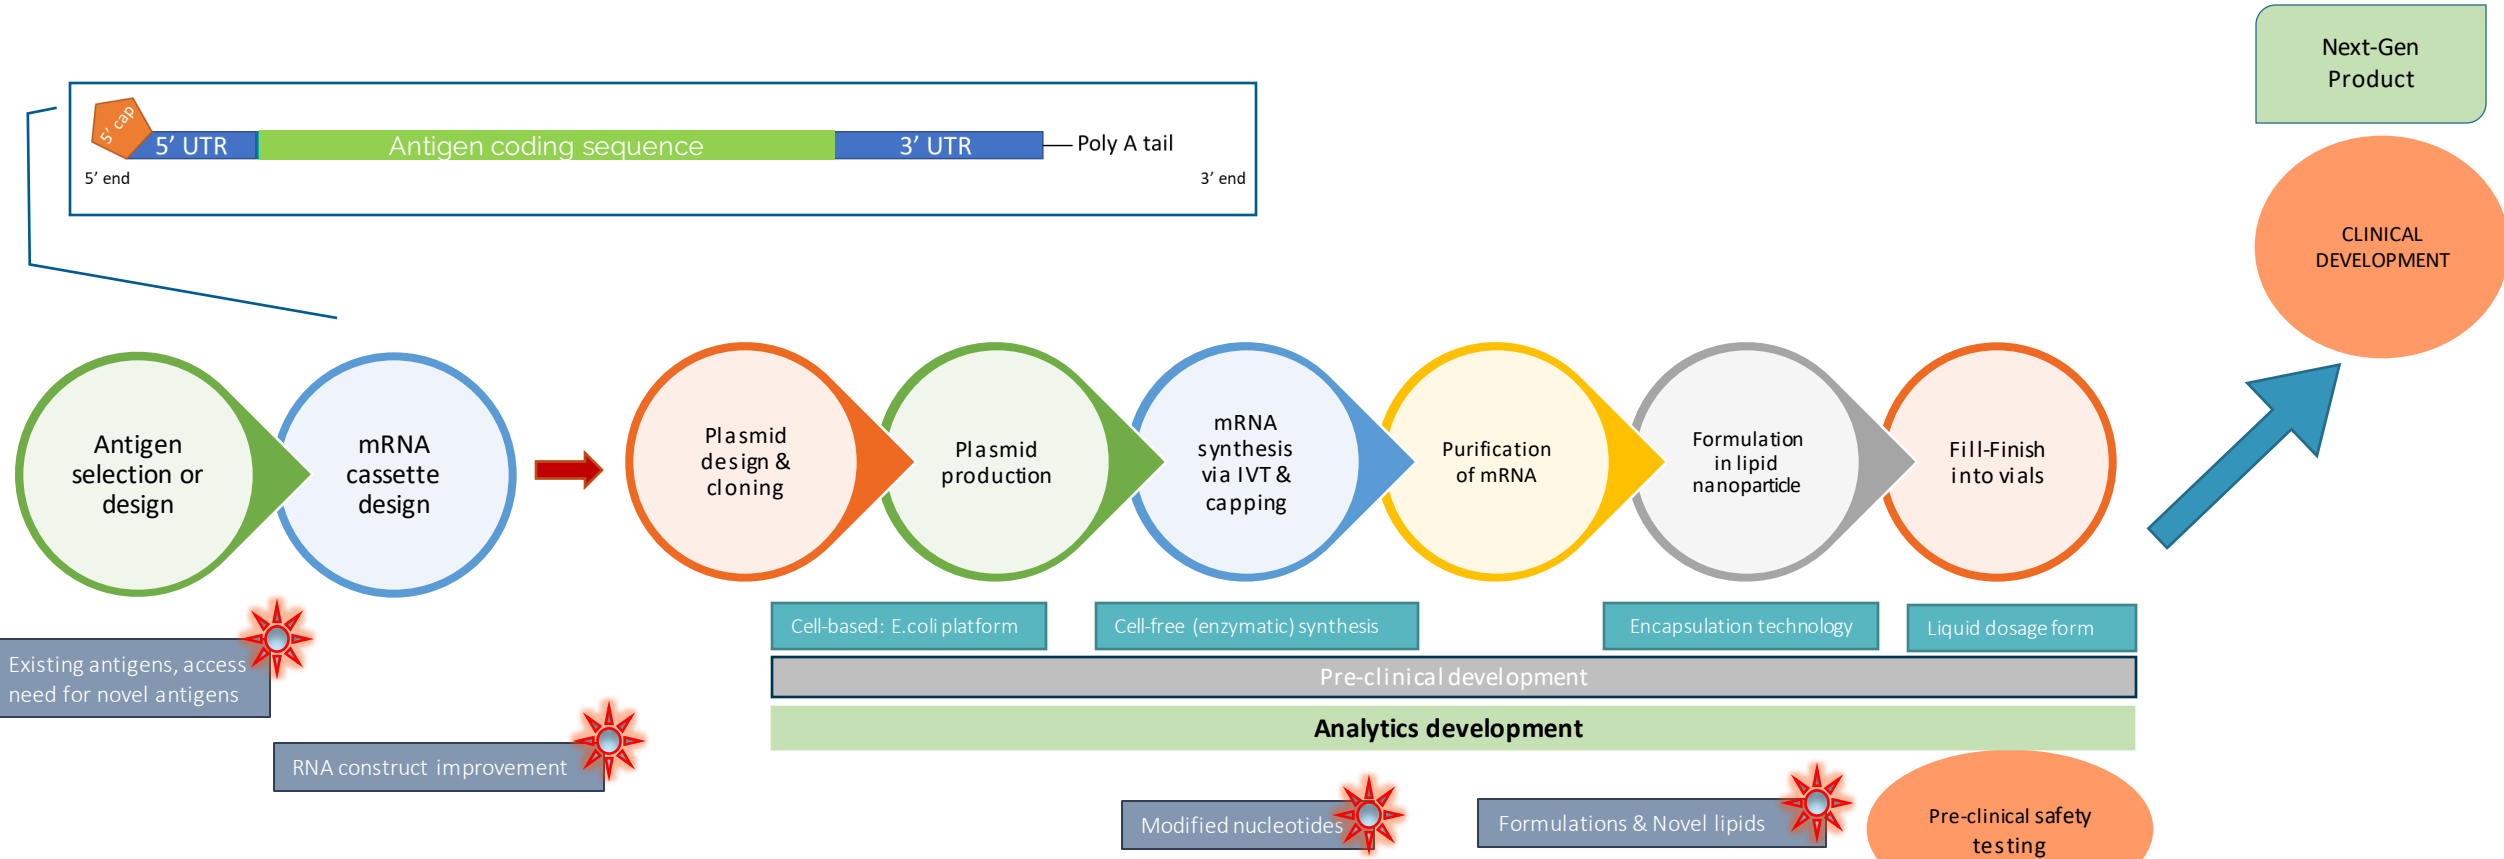 Next-Gen
Product
5' cap
5' UTR
Antigen coding sequence
3' UTR
Poly A tail
5' end
3' end
CLINICAL
DEVELOPMENT
Antigen
selection or
design
mRNA
cassette
design
Plasmid
design &
cloning
Plasmid
production
mRNA
synthesis
via IVT &
capping
Purification
of mRNA
Formulation
in lipid
nanoparticle
Fill-Finish
into vials
Cell-based: E.coli platform
Cell-free (enzymatic) synthesis
Encapsulation technology
Liquid dosage form
Existing antigens, access
need for novel antigens
Pre-clinical development
Analytics development
RNA construct improvement
Modified nucleotides
Formulations & Novel lipids
Pre-clinical safety
testing